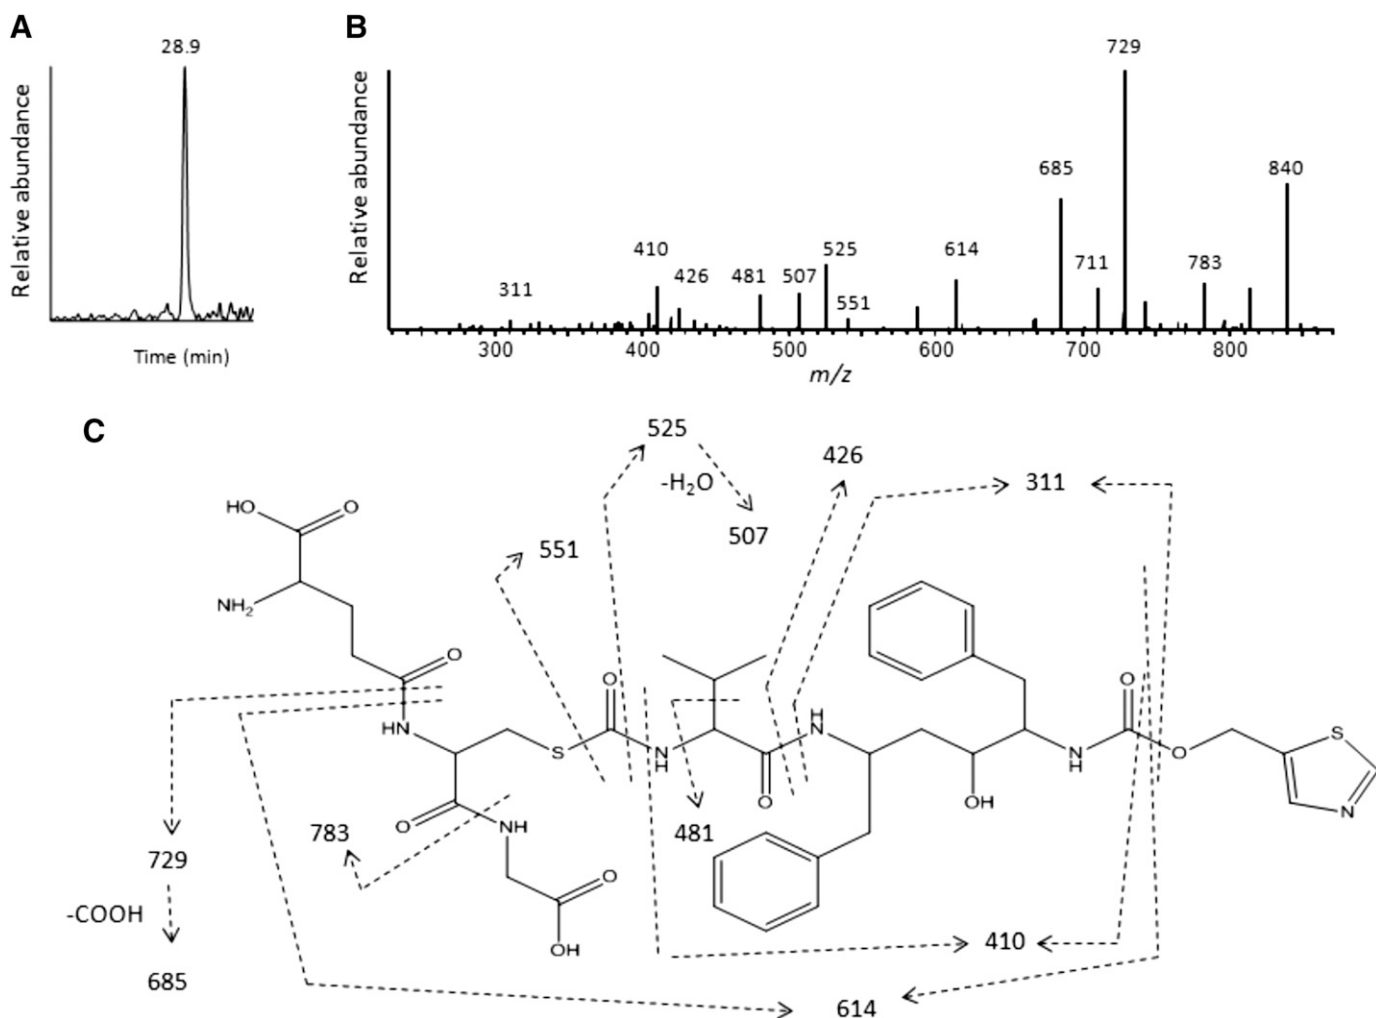 A
28.9
Relative abundance
Time (min)
B
729
840
685
614
783
711
525
410
426
481
507
551
311
Relative abundance
300
400
500
600
700
800
m/z
C
525
-H₂O
507
426
311
551
HO
O
NH₂
O
HN
S
O
N
H
O
H
N
OH
N
H
O
O
S
N
O
NH
O
OH
783
481
729
-COOH
685
410
614